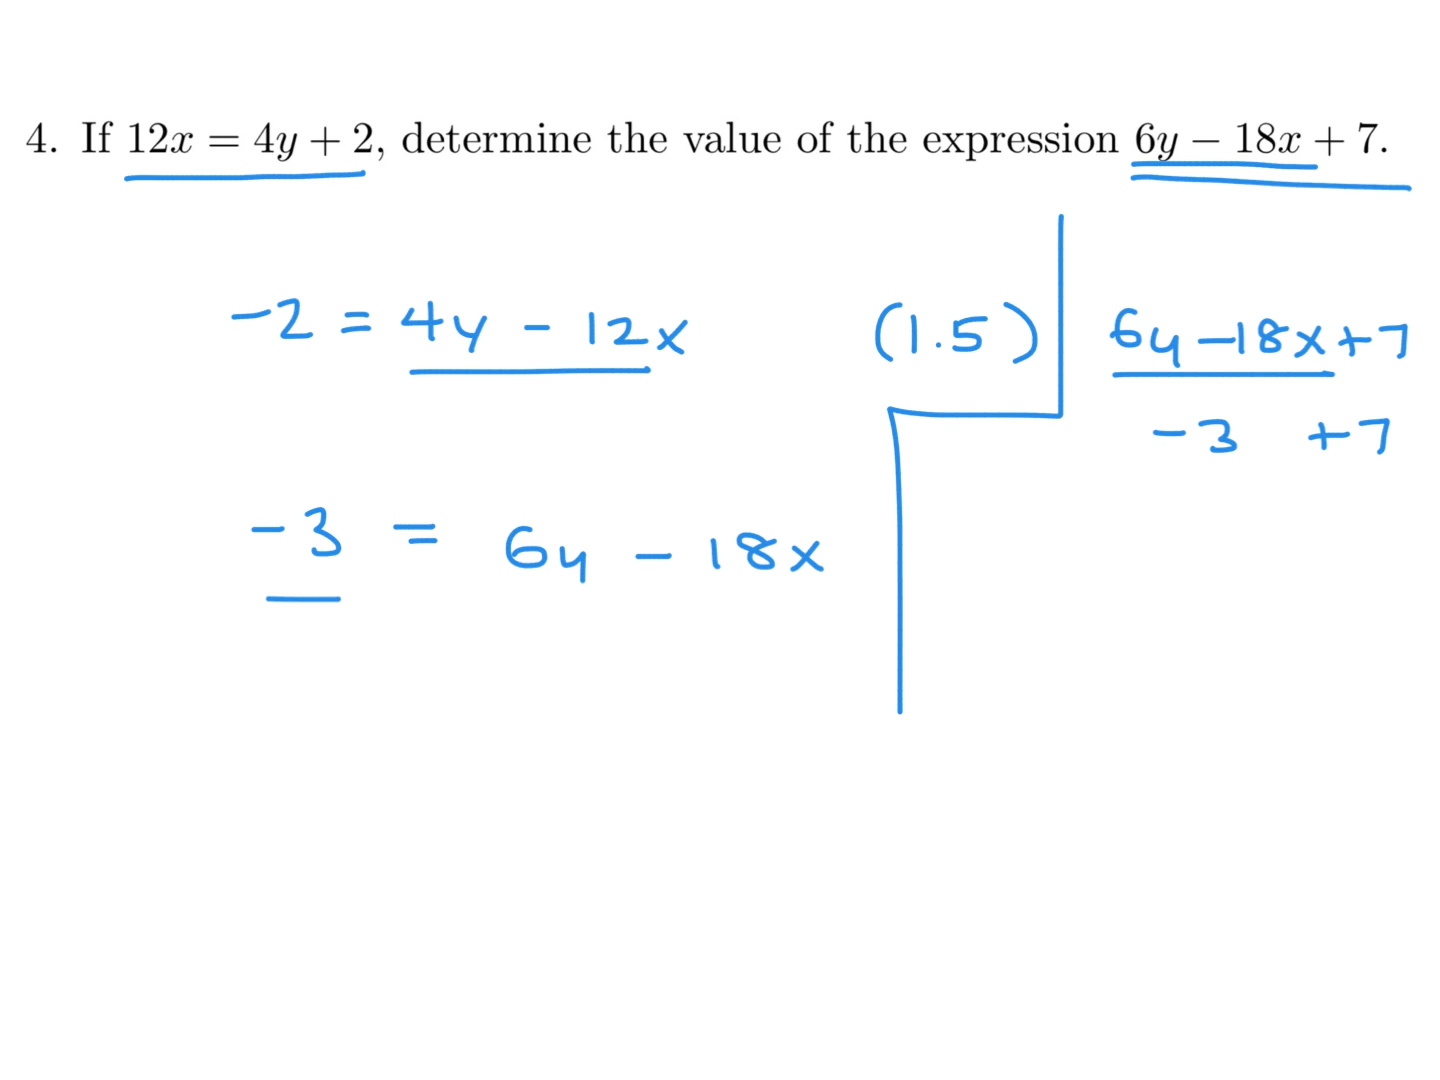 4. If 12x = 4y + 2, determine the value of the expression 6y − 18x + 7.
-2 = 4y - 12x (1.5)
6y - 18x + 7
-3 +7
-3 = 6y - 18x